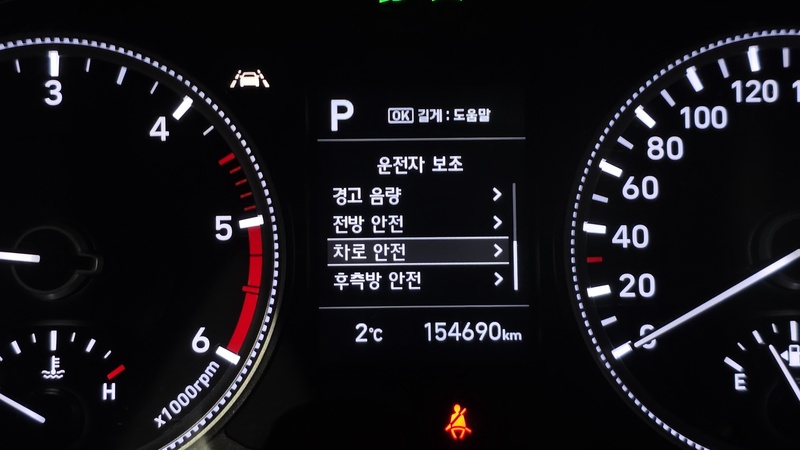 P OK 길게 : 도움말
운전자 보조
경고 음량
전방 안전
차로 안전
후측방 안전
2℃ 154690km
3
4
5
6
x1000rpm
H
0
20
40
60
80
100
120
E